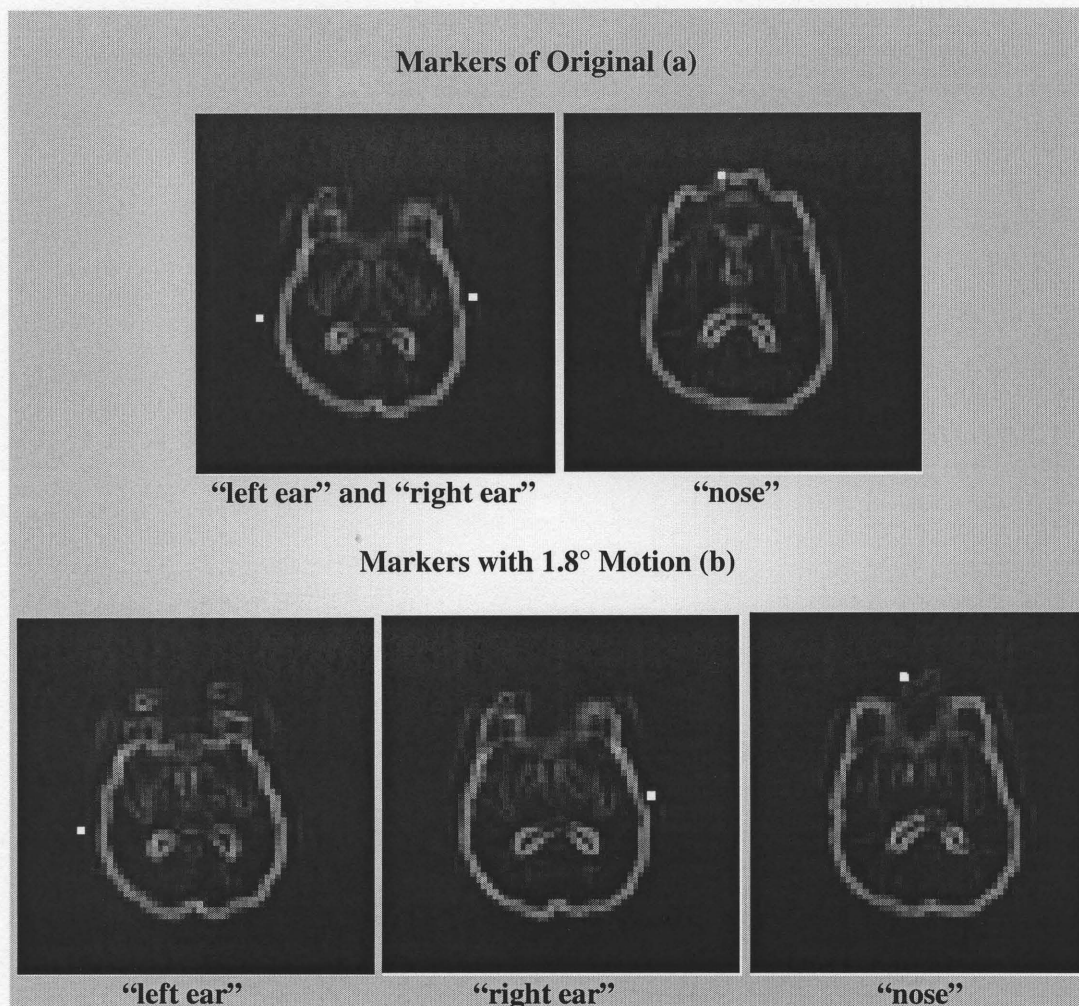 Markers of Original (a)
“left ear” and “right ear”
“nose”
Markers with 1.8° Motion (b)
“left ear”
“right ear”
“nose”